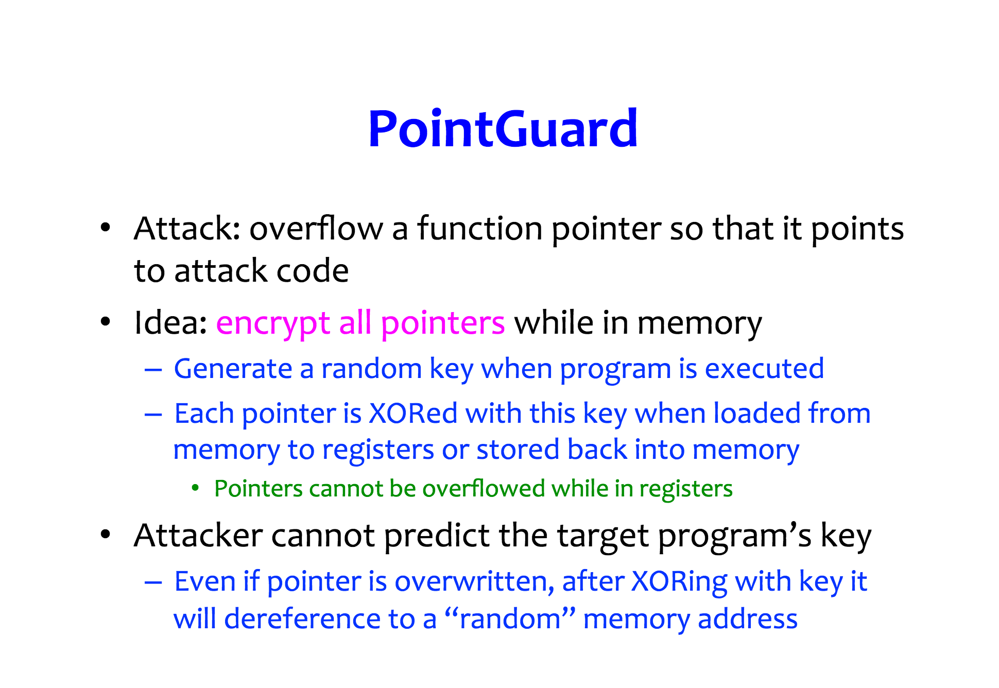 PointGuard
• Attack: overflow a function pointer so that it points
to attack code
• Idea: encrypt all pointers while in memory
– Generate a random key when program is executed
– Each pointer is XORed with this key when loaded from
memory to registers or stored back into memory
• Pointers cannot be overflowed while in registers
• Attacker cannot predict the target program’s key
– Even if pointer is overwritten, after XORing with key it
will dereference to a “random” memory address